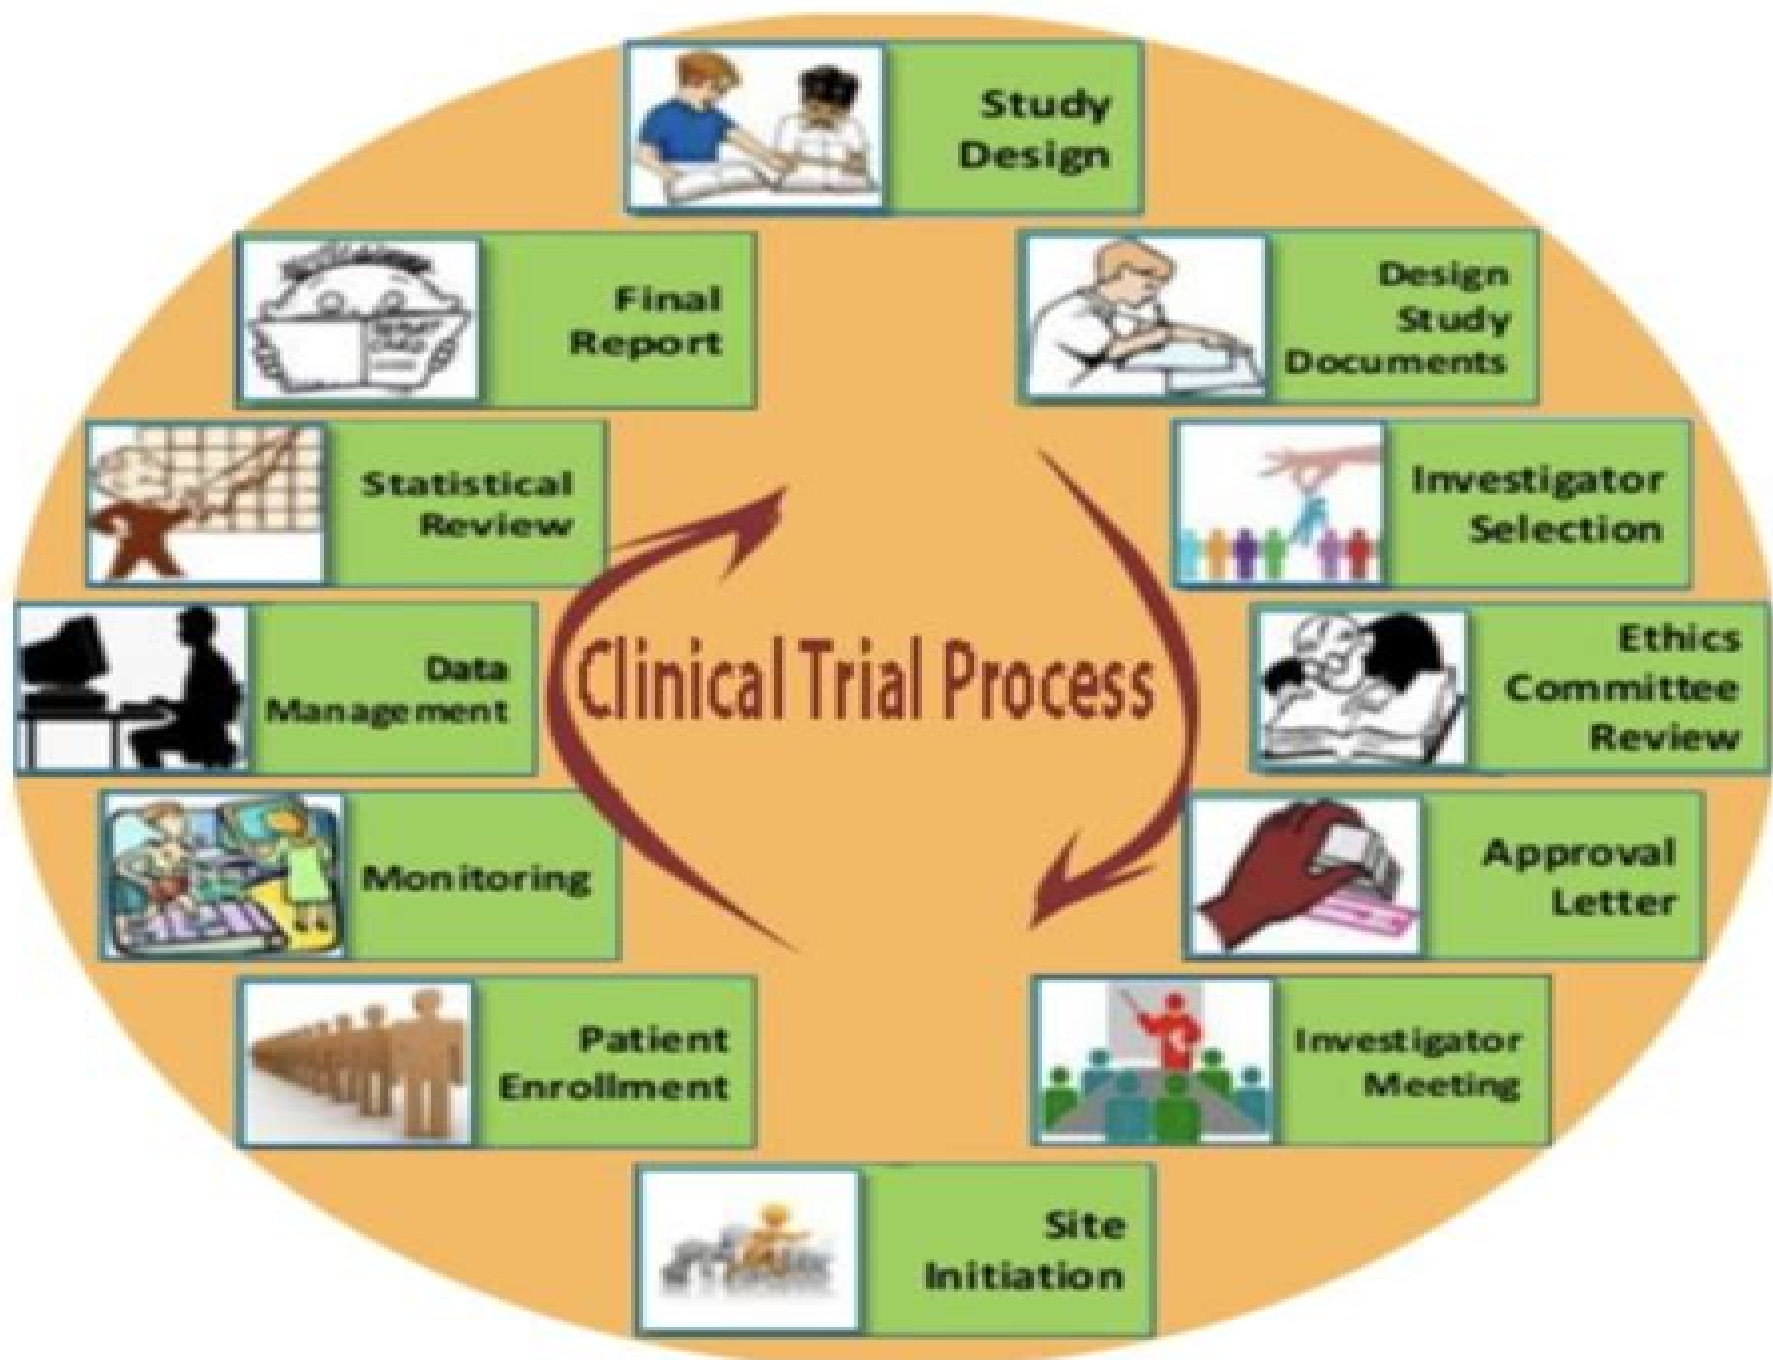 Study
Design
Design
Study
Documents
Investigator
Selection
Ethics
Committee
Review
Approval
Letter
Investigator
Meeting
Site
Initiation
Patient
Enrollment
Monitoring
Data
Management
Statistical
Review
Final
Report
Clinical Trial Process